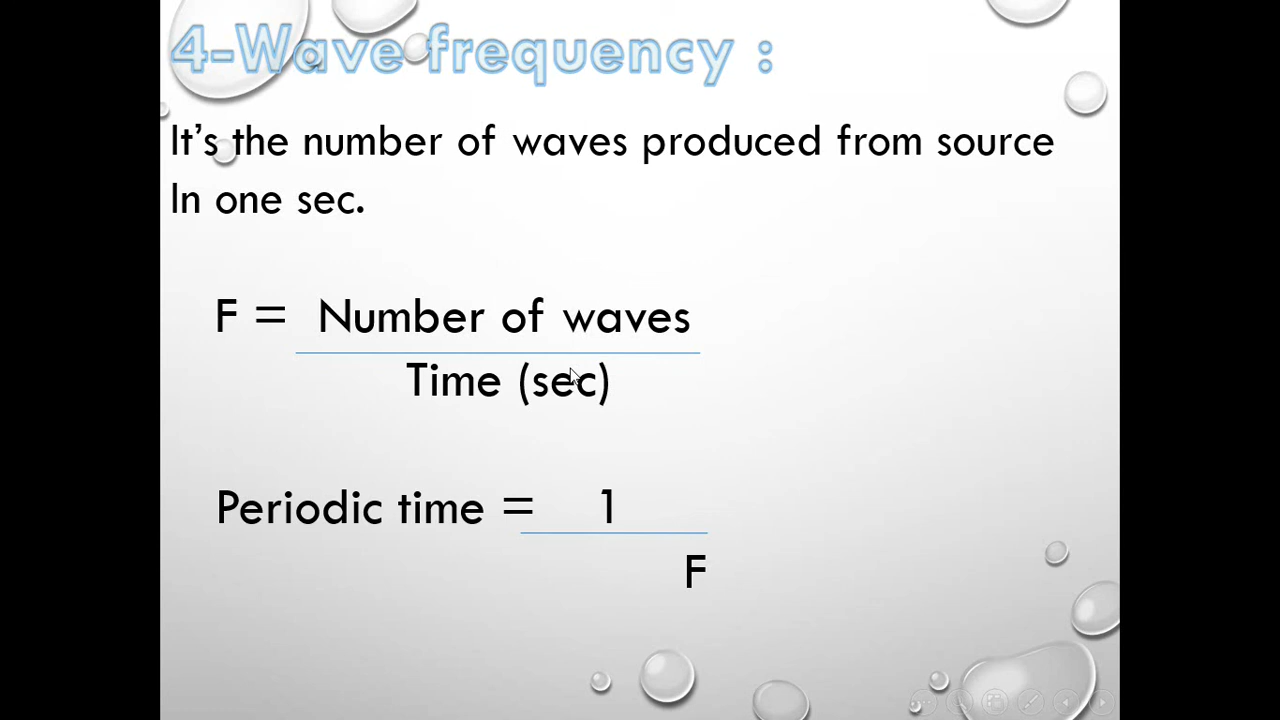 4-Wave frequency :
It’s the number of waves produced from source
In one sec.
F = Number of waves
Time (sec)
Periodic time = 1
F